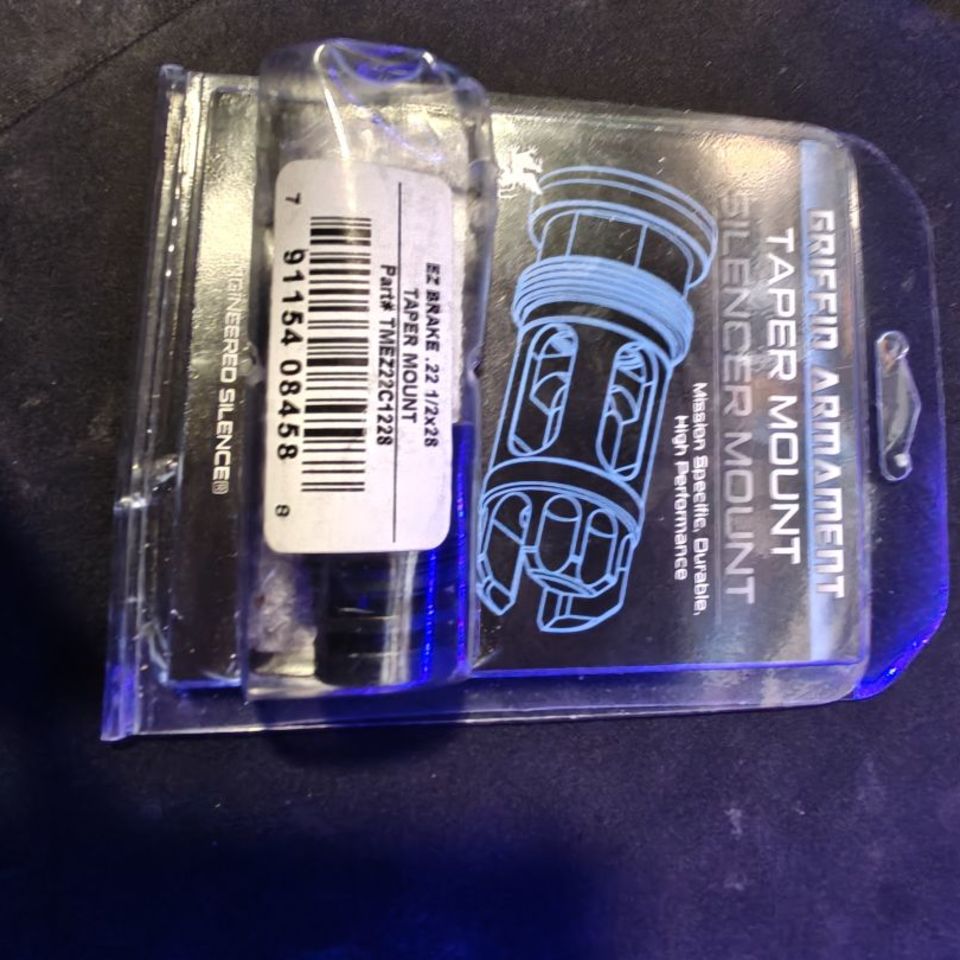 GRIFFIN ARMAMENT
TAPER MOUNT
SILENCER MOUNT
Mission Specific, Durable,
High Performance
EZ BRAKE .22 1/2x28
TAPER MOUNT
Part# TMEZ22C1228
7 91154 08458 8
GINEERED SILENCE®